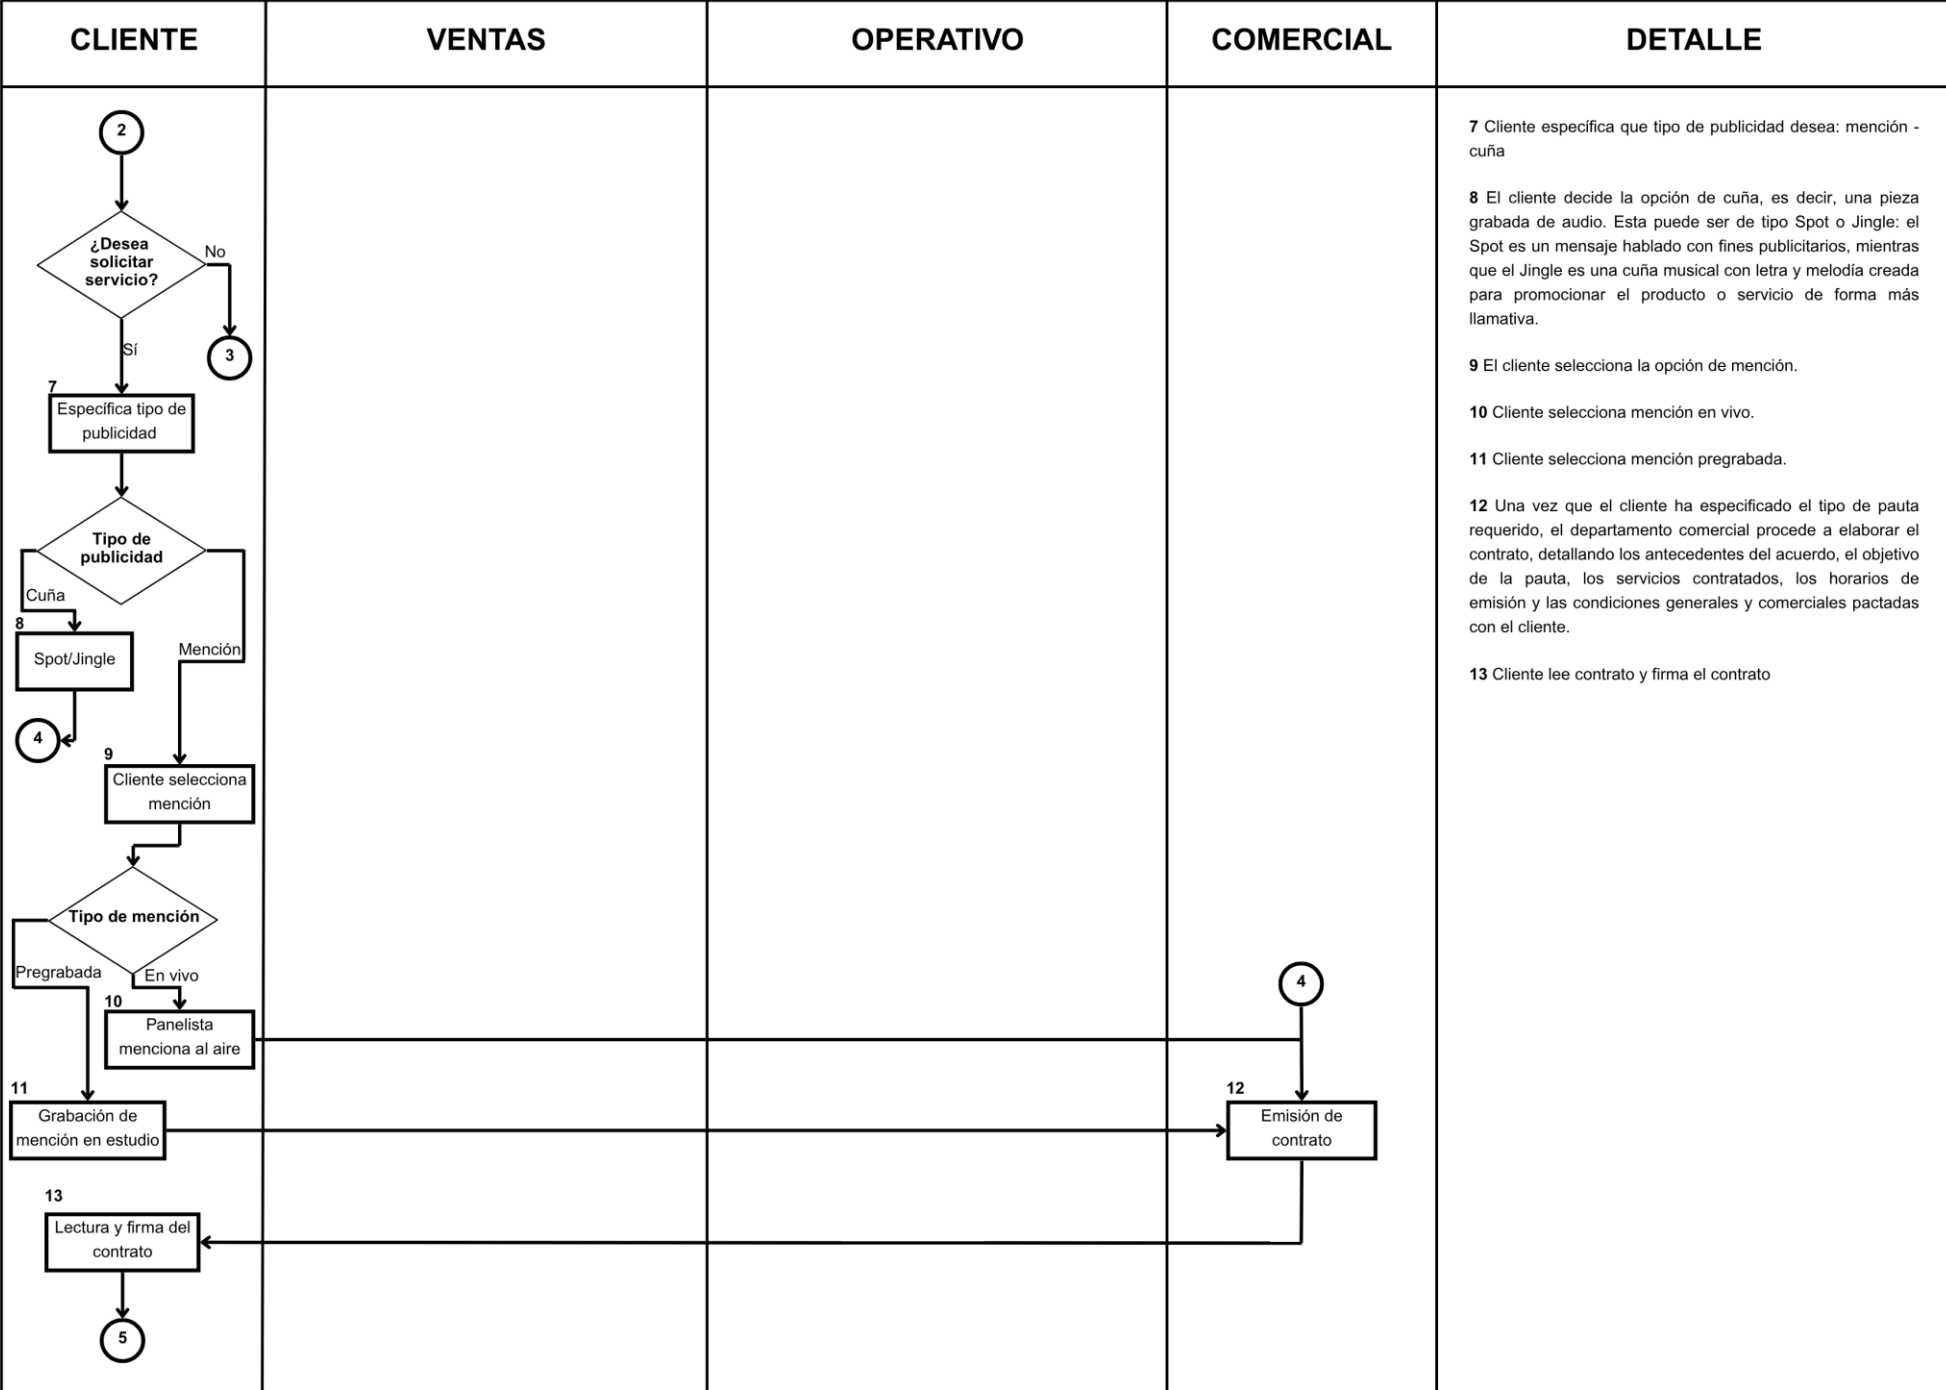 CLIENTE
VENTAS
OPERATIVO
COMERCIAL
DETALLE
2
¿Desea
solicitar
servicio?
No
3
Sí
7
Específica tipo de
publicidad
Tipo de
publicidad
Cuña
8
Spot/Jingle
Mención
4
9
Cliente selecciona
mención
Tipo de mención
Pregrabada
En vivo
10
Panelista
menciona al aire
4
11
Grabación de
mención en estudio
12
Emisión de
contrato
13
Lectura y firma del
contrato
5
7 Cliente específica que tipo de publicidad desea: mención -
cuña
8 El cliente decide la opción de cuña, es decir, una pieza
grabada de audio. Esta puede ser de tipo Spot o Jingle: el
Spot es un mensaje hablado con fines publicitarios, mientras
que el Jingle es una cuña musical con letra y melodía creada
para promocionar el producto o servicio de forma más
llamativa.
9 El cliente selecciona la opción de mención.
10 Cliente selecciona mención en vivo.
11 Cliente selecciona mención pregrabada.
12 Una vez que el cliente ha especificado el tipo de pauta
requerido, el departamento comercial procede a elaborar el
contrato, detallando los antecedentes del acuerdo, el objetivo
de la pauta, los servicios contratados, los horarios de
emisión y las condiciones generales y comerciales pactadas
con el cliente.
13 Cliente lee contrato y firma el contrato